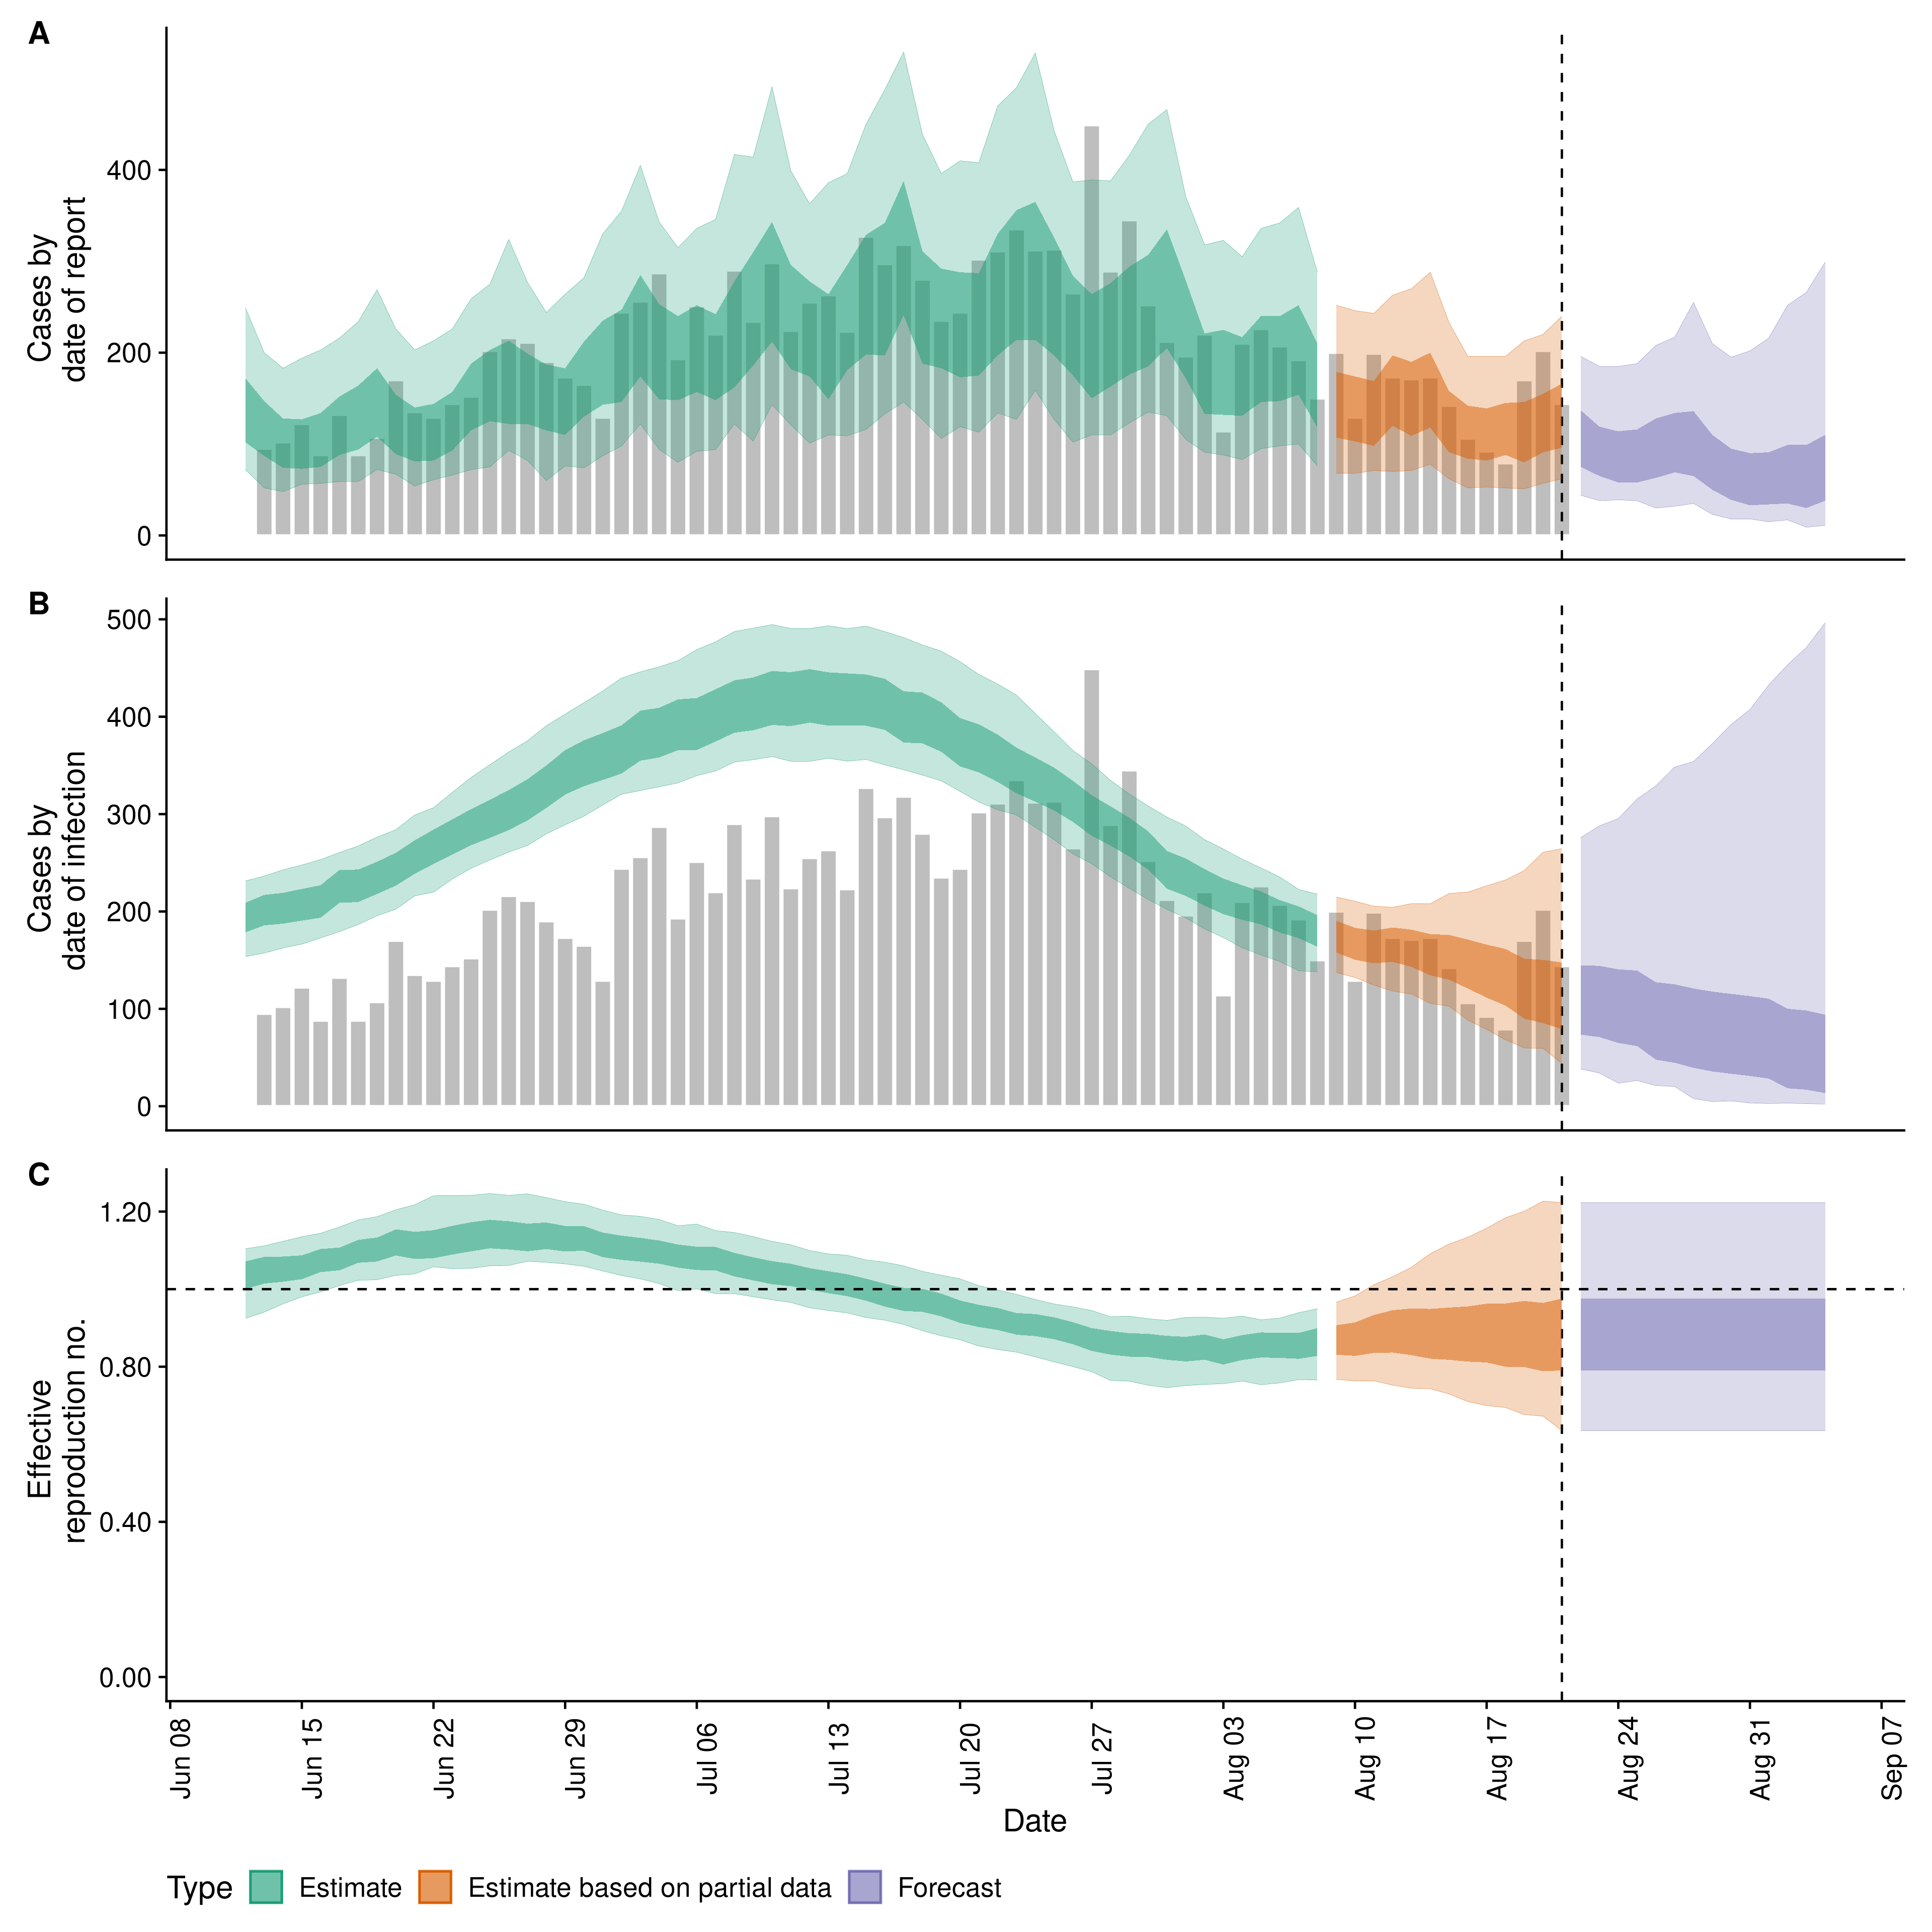 A
Cases by
date of report
400
200
0
B
Cases by
date of infection
500
400
300
200
100
0
C
Effective
reproduction no.
1.20
0.80
0.40
0.00
Jun 08
Jun 15
Jun 22
Jun 29
Jul 06
Jul 13
Jul 20
Jul 27
Aug 03
Aug 10
Aug 17
Aug 24
Aug 31
Sep 07
Date
Type Estimate Estimate based on partial data Forecast